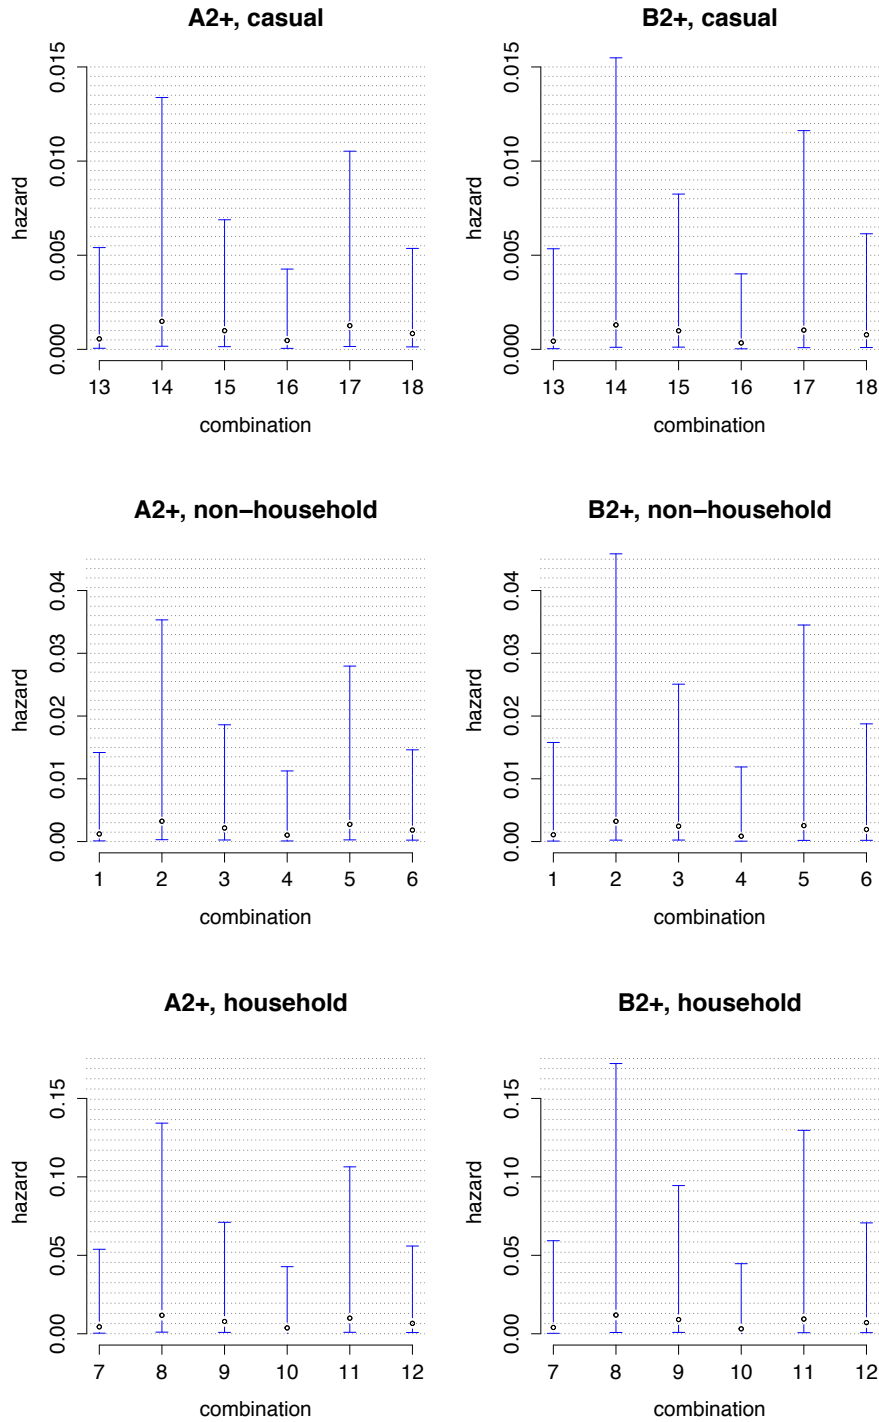 A2+, casual
hazard
0.015
0.010
0.005
0.000
13 14 15 16 17 18
combination
B2+, casual
hazard
0.015
0.010
0.005
0.000
13 14 15 16 17 18
combination
A2+, non−household
hazard
0.04
0.03
0.02
0.01
0.00
1 2 3 4 5 6
combination
B2+, non−household
hazard
0.04
0.03
0.02
0.01
0.00
1 2 3 4 5 6
combination
A2+, household
hazard
0.15
0.10
0.05
0.00
7 8 9 10 11 12
combination
B2+, household
hazard
0.15
0.10
0.05
0.00
7 8 9 10 11 12
combination